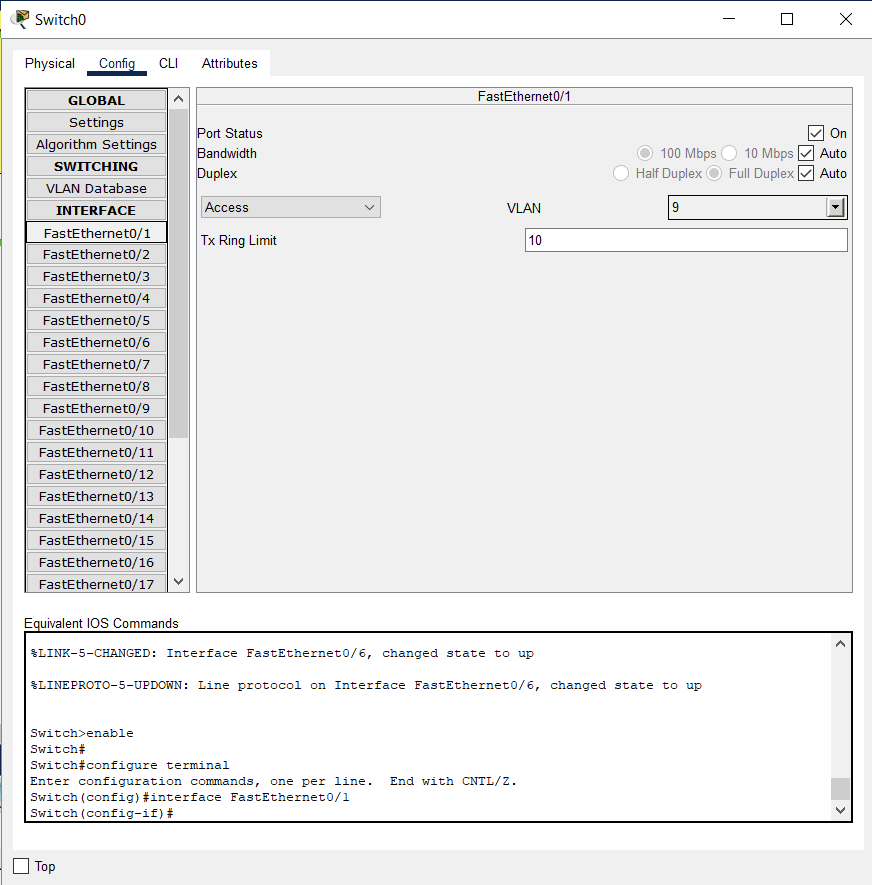 Switch0
Physical Config CLI Attributes
GLOBAL
Settings
Algorithm Settings
SWITCHING
VLAN Database
INTERFACE
FastEthernet0/1
FastEthernet0/2
FastEthernet0/3
FastEthernet0/4
FastEthernet0/5
FastEthernet0/6
FastEthernet0/7
FastEthernet0/8
FastEthernet0/9
FastEthernet0/10
FastEthernet0/11
FastEthernet0/12
FastEthernet0/13
FastEthernet0/14
FastEthernet0/15
FastEthernet0/16
FastEthernet0/17
FastEthernet0/1
Port Status On
Bandwidth 100 Mbps 10 Mbps Auto
Duplex Half Duplex Full Duplex Auto
Access VLAN 9
Tx Ring Limit 10
Equivalent IOS Commands
%LINK-5-CHANGED: Interface FastEthernet0/6, changed state to up
%LINEPROTO-5-UPDOWN: Line protocol on Interface FastEthernet0/6, changed state to up
Switch>enable
Switch#
Switch#configure terminal
Enter configuration commands, one per line.  End with CNTL/Z.
Switch(config)#interface FastEthernet0/1
Switch(config-if)#
Top